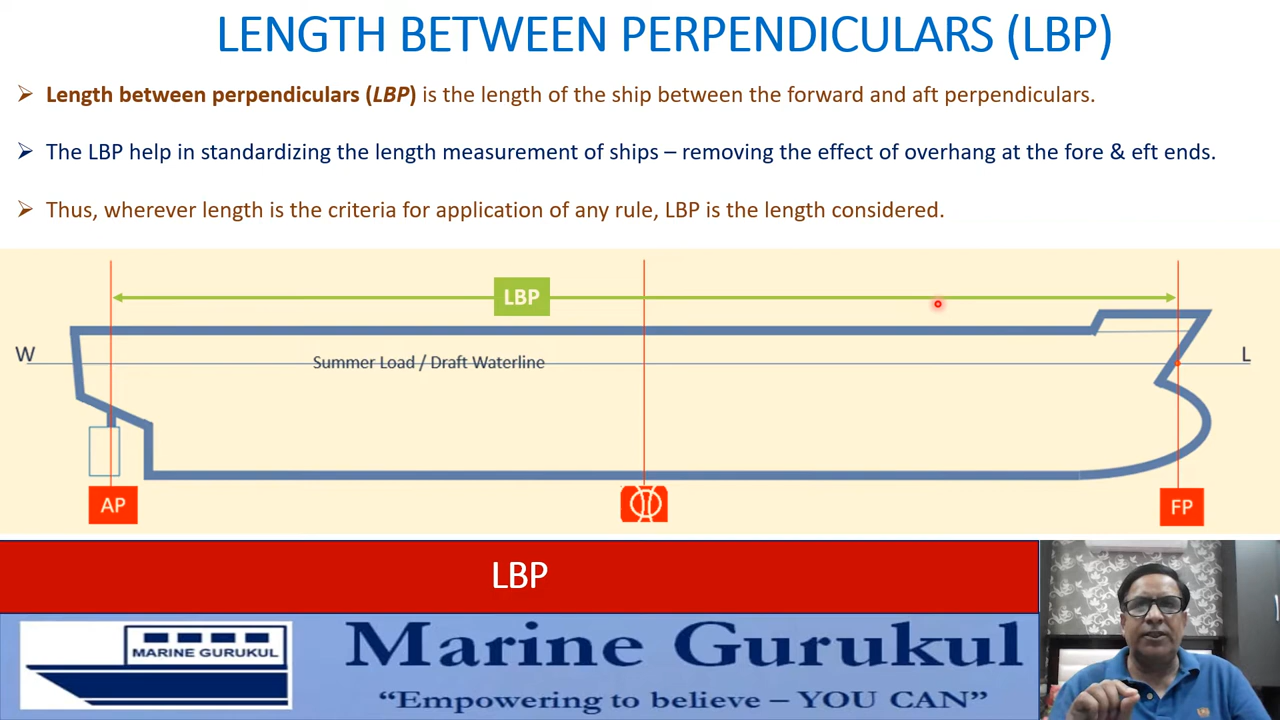 LENGTH BETWEEN PERPENDICULARS (LBP)
Length between perpendiculars (LBP) is the length of the ship between the forward and aft perpendiculars.
The LBP help in standardizing the length measurement of ships – removing the effect of overhang at the fore & eft ends.
Thus, wherever length is the criteria for application of any rule, LBP is the length considered.
LBP
W
Summer Load / Draft Waterline
L
AP
FP
LBP
MARINE GURUKUL
Marine Gurukul
“Empowering to believe – YOU CAN”